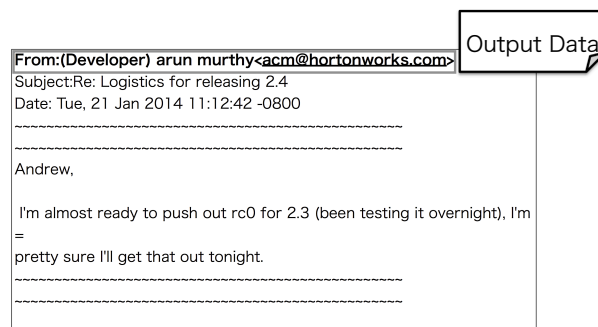 Output Data
From:(Developer) arun murthy<acm@hortonworks.com>
Subject:Re: Logistics for releasing 2.4
Date: Tue, 21 Jan 2014 11:12:42 -0800
~~~~~~~~~~~~~~~~~~~~~~~~~~~~~~~~~~~~~~~~~~~~~~~~
~~~~~~~~~~~~~~~~~~~~~~~~~~~~~~~~~~~~~~~~~~~~~~~~
Andrew,
I'm almost ready to push out rc0 for 2.3 (been testing it overnight), I'm
=
pretty sure I'll get that out tonight.
~~~~~~~~~~~~~~~~~~~~~~~~~~~~~~~~~~~~~~~~~~~~~~~~
~~~~~~~~~~~~~~~~~~~~~~~~~~~~~~~~~~~~~~~~~~~~~~~~